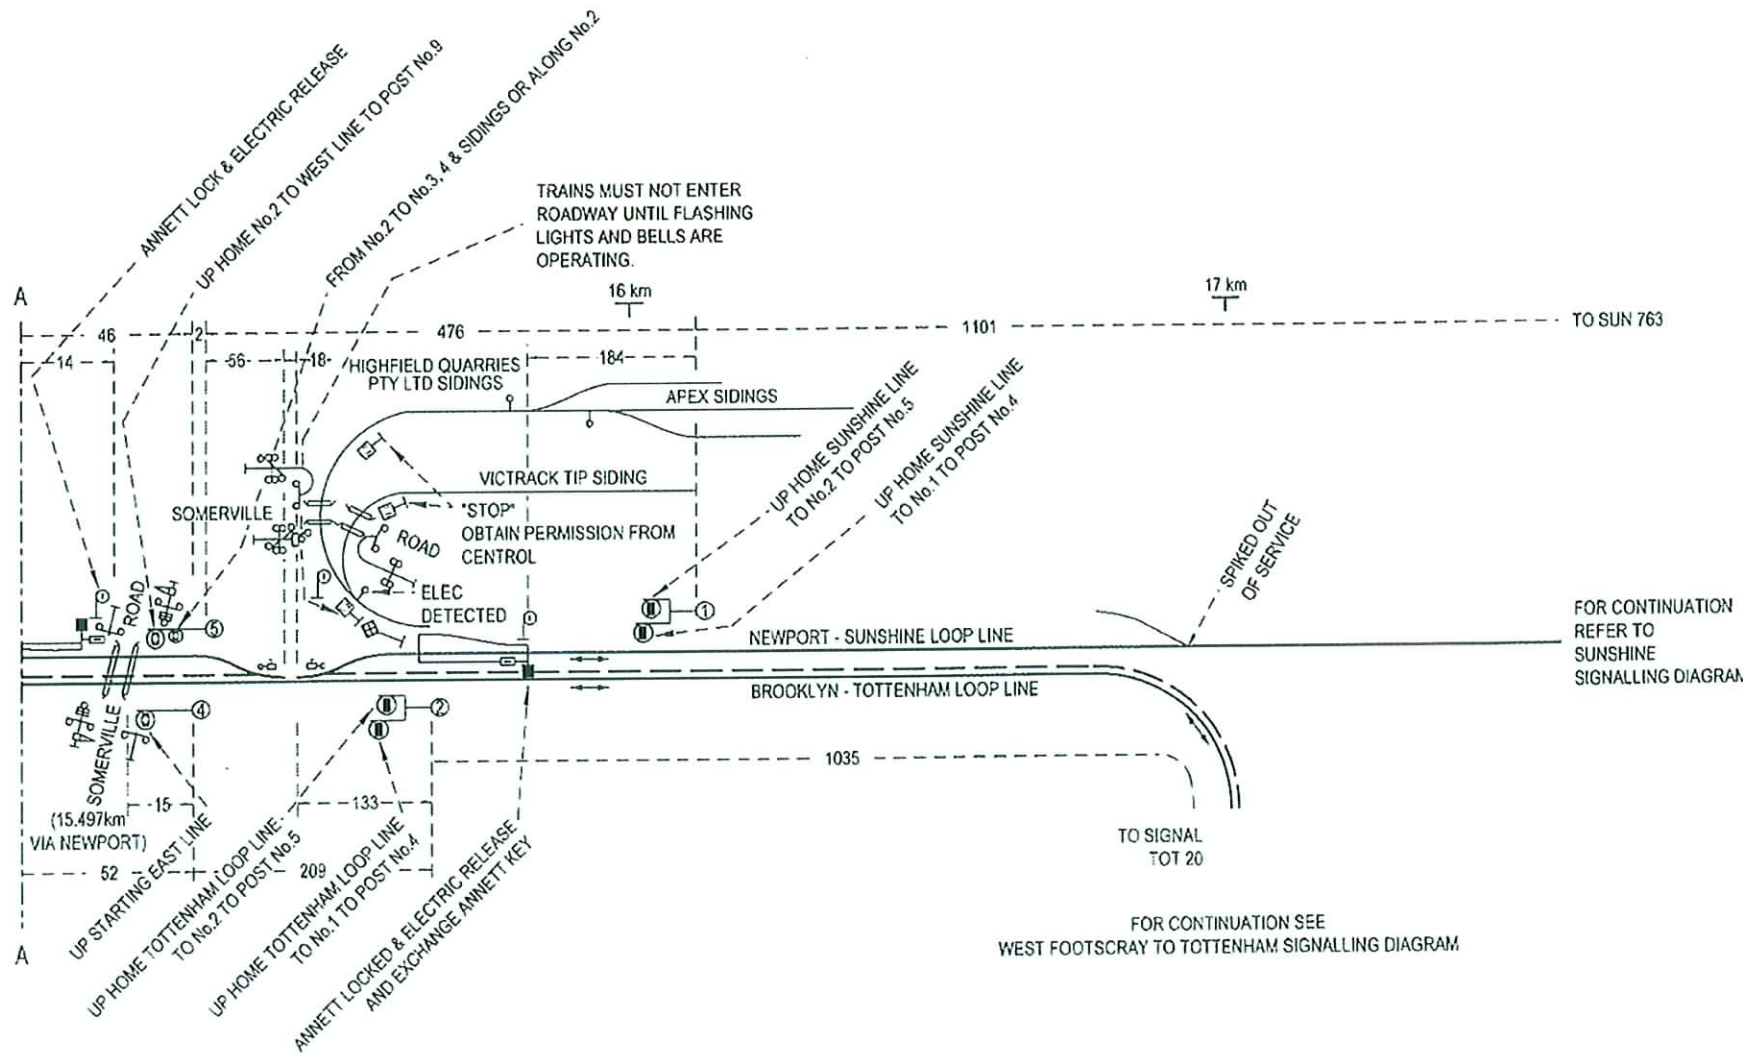 ANNETT LOCK & ELECTRIC RELEASE
UP HOME No.2 TO WEST LINE TO POST No.9
FROM No.2 TO No.3, 4 & SIDINGS OR ALONG No.2
TRAINS MUST NOT ENTER
ROADWAY UNTIL FLASHING
LIGHTS AND BELLS ARE
OPERATING.
A
16 km
17 km
46
2
476
1101
TO SUN 763
14
56
18
184
HIGHFIELD QUARRIES
PTY LTD SIDINGS
APEX SIDINGS
UP HOME SUNSHINE LINE
TO No.2 TO POST No.5
UP HOME SUNSHINE LINE
TO No.1 TO POST No.4
VICTRACK TIP SIDING
SOMERVILLE
ROAD
"STOP"
OBTAIN PERMISSION FROM
CENTROL
ELEC
DETECTED
SPIKED OUT
OF SERVICE
ROAD
5
1
NEWPORT - SUNSHINE LOOP LINE
FOR CONTINUATION
REFER TO
SUNSHINE
SIGNALLING DIAGRAM
BROOKLYN - TOTTENHAM LOOP LINE
4
2
SOMERVILLE
(15.497km
VIA NEWPORT)
15
133
1035
52
209
UP STARTING EAST LINE
UP HOME TOTTENHAM LOOP LINE
TO No.2 TO POST No.5
UP HOME TOTTENHAM LOOP LINE
TO No.1 TO POST No.4
ANNETT LOCKED & ELECTRIC RELEASE
AND EXCHANGE ANNETT KEY
TO SIGNAL
TOT 20
A
FOR CONTINUATION SEE
WEST FOOTSCRAY TO TOTTENHAM SIGNALLING DIAGRAM